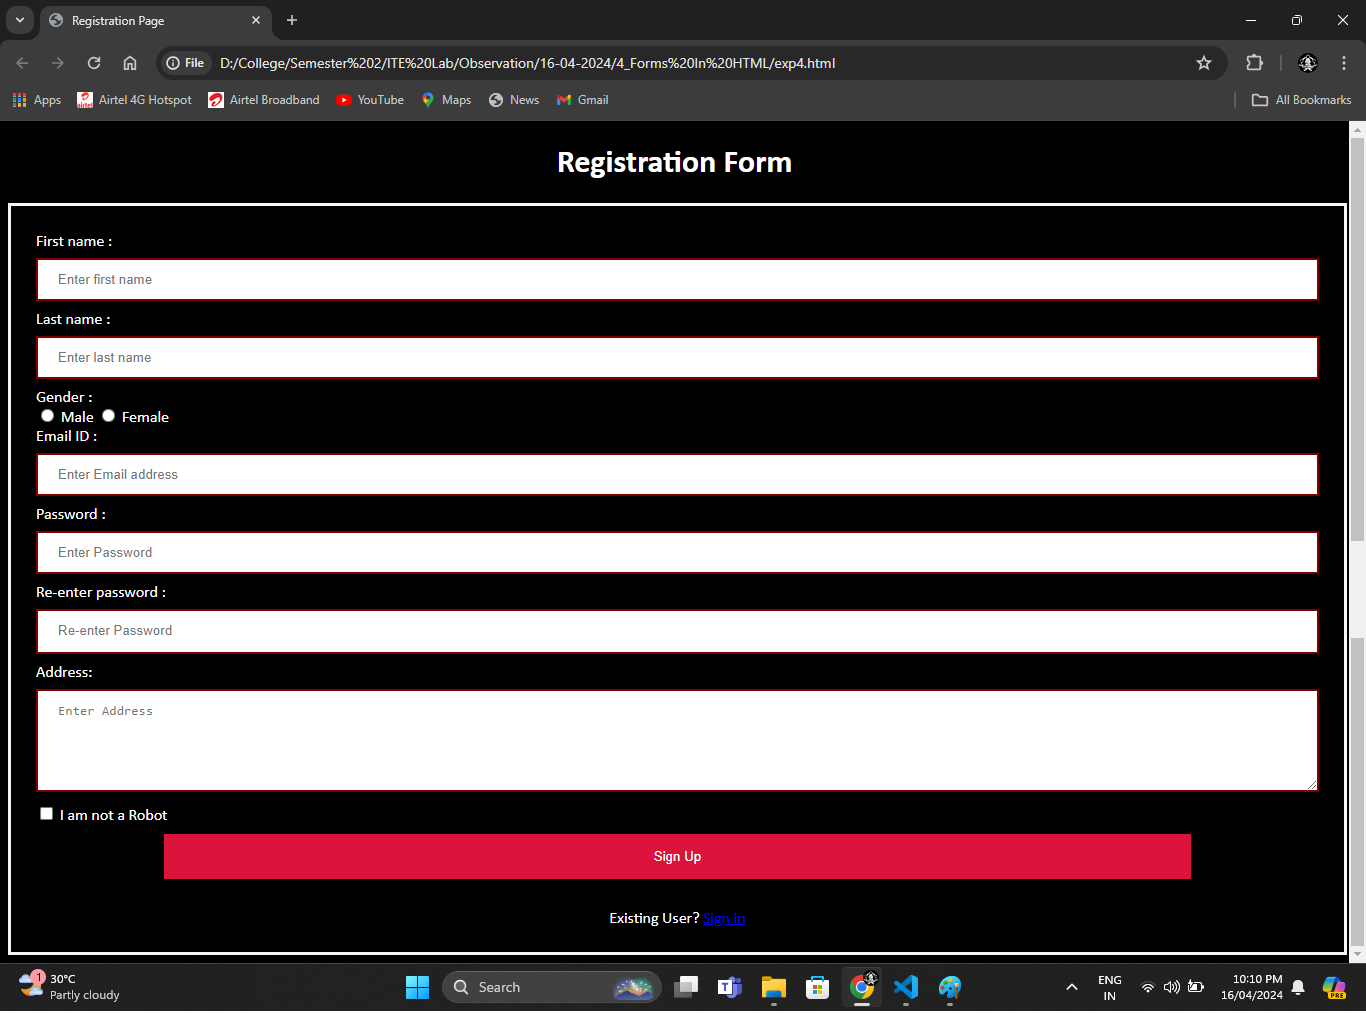 Registration Page
File
D:/College/Semester%202/ITE%20Lab/Observation/16-04-2024/4_Forms%20In%20HTML/exp4.html
Apps
airtel
Airtel 4G Hotspot
Airtel Broadband
YouTube
Maps
News
Gmail
All Bookmarks
Registration Form
First name :
Enter first name
Last name :
Enter last name
Gender :
Male Female
Email ID :
Enter Email address
Password :
Enter Password
Re-enter password :
Re-enter Password
Address:
Enter Address
I am not a Robot
Sign Up
Existing User? Sign In
1
30°C
Partly cloudy
Search
T
ENG
IN
10:10 PM
16/04/2024
PRE